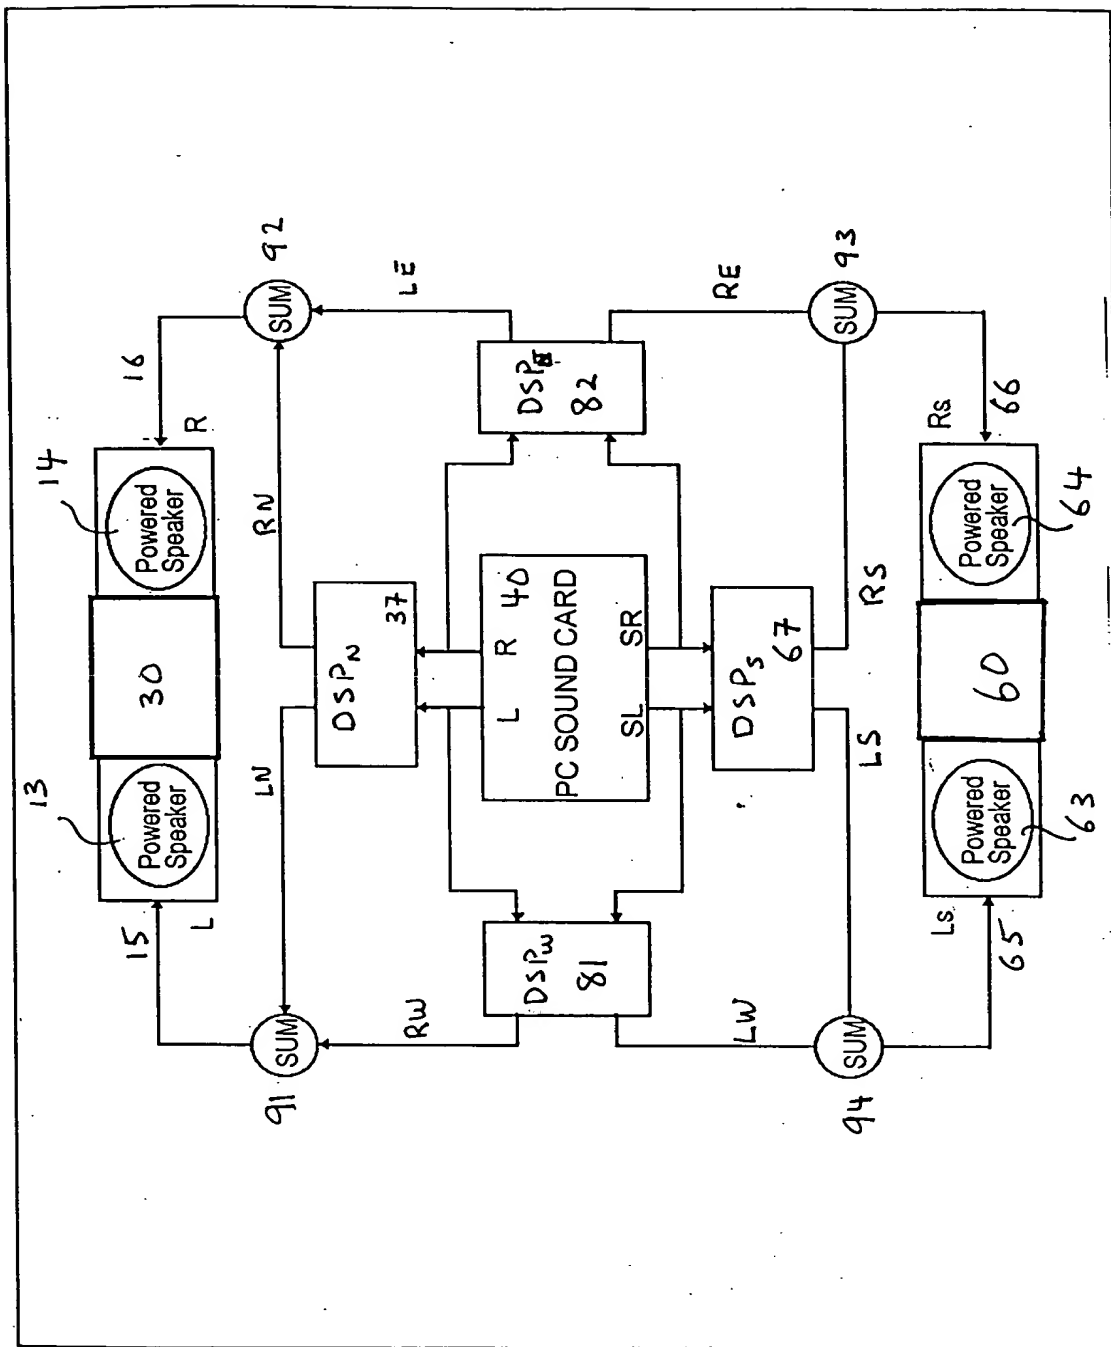 13
14
15
16
Powered
Speaker
30
Powered
Speaker
L
R
91
SUM
LN
RN
SUM
92
DSPN
37
RW
LE
DSPW
81
L
R
40
PC SOUND CARD
SL
SR
DSP
82
DSPS
67
LW
LS
RS
RE
94
SUM
SUM
93
Ls
Rs
65
66
Powered
Speaker
60
Powered
Speaker
63
64